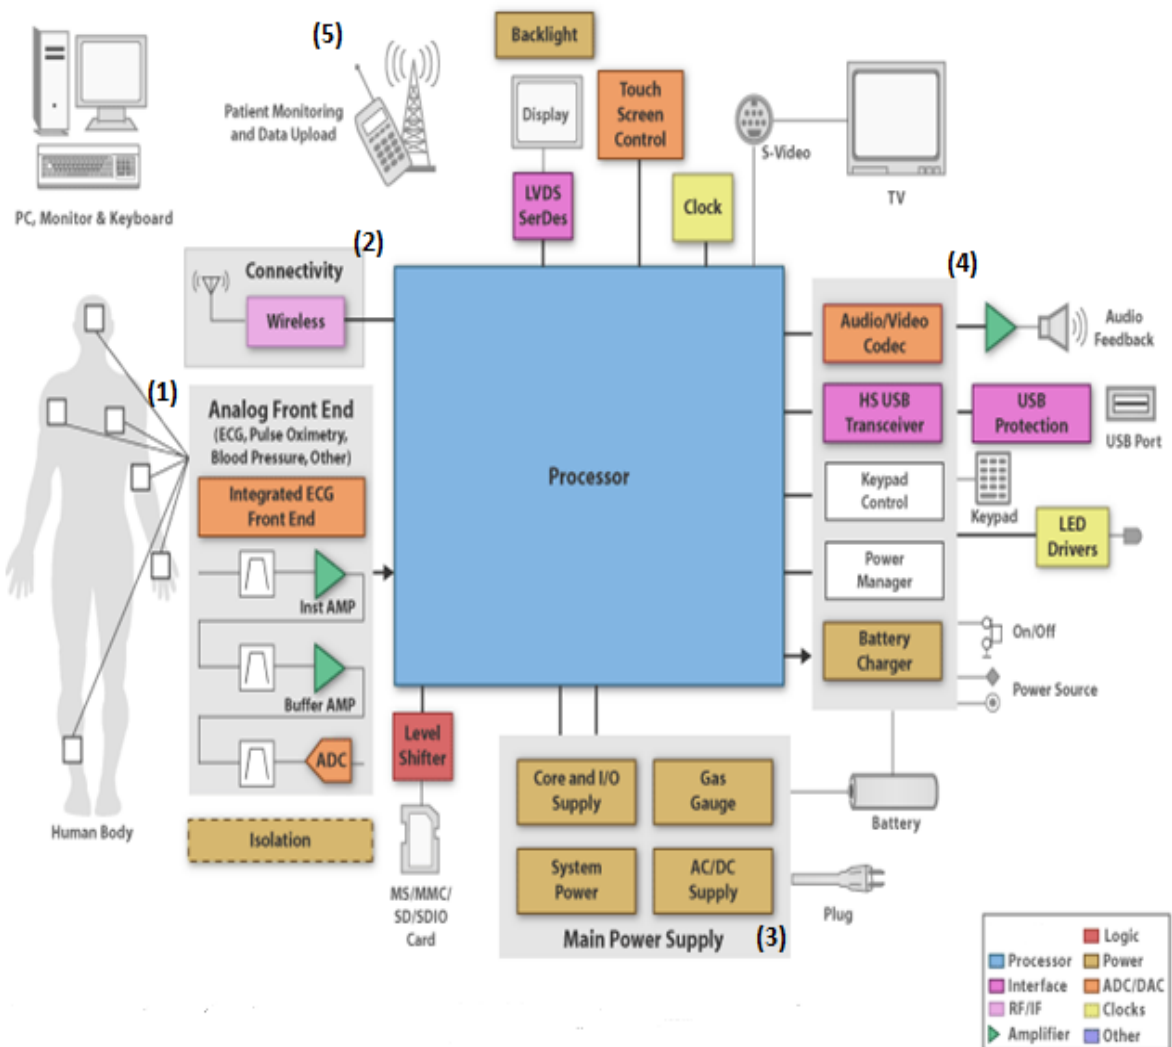 (5)
Backlight
Patient Monitoring
and Data Upload
Display
Touch
Screen
Control
S-Video
TV
PC, Monitor & Keyboard
LVDS
SerDes
Clock
(2)
Connectivity
Wireless
(4)
Audio/Video
Codec
Audio
Feedback
(1)
Analog Front End
(ECG, Pulse Oximetry,
Blood Pressure, Other)
HS USB
Transceiver
USB
Protection
USB Port
Processor
Integrated ECG
Front End
Keypad
Control
Keypad
LED
Drivers
Inst AMP
Power
Manager
Buffer AMP
Battery
Charger
On/Off
Power Source
ADC
Level
Shifter
Core and I/O
Supply
Gas
Gauge
Battery
Human Body
Isolation
System
Power
AC/DC
Supply
Plug
MS/MMC/
SD/SDIO
Card
Main Power Supply
(3)
Logic
Processor
Power
Interface
ADC/DAC
RF/IF
Clocks
Amplifier
Other